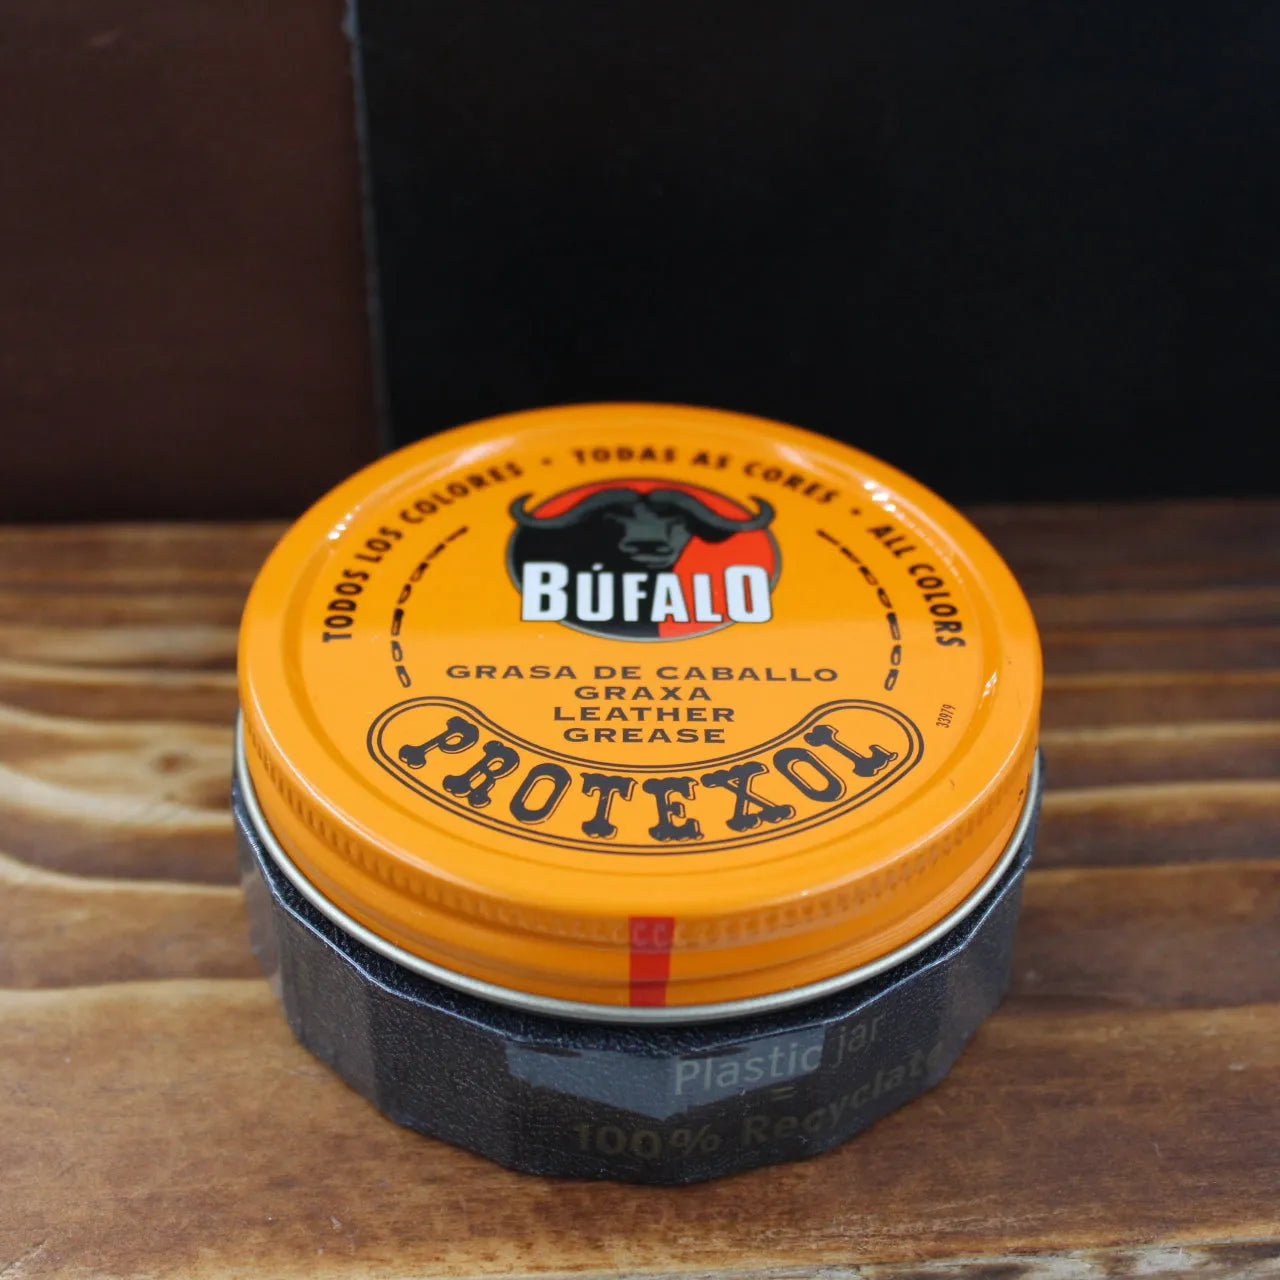 TODOS LOS COLORES • TODAS AS CORES • ALL COLORS
BÚFALO
GRASA DE CABALLO
GRAXA
LEATHER
GREASE
33979
PROTEXOL
CC
Plastic jar
=
100% Recyclate